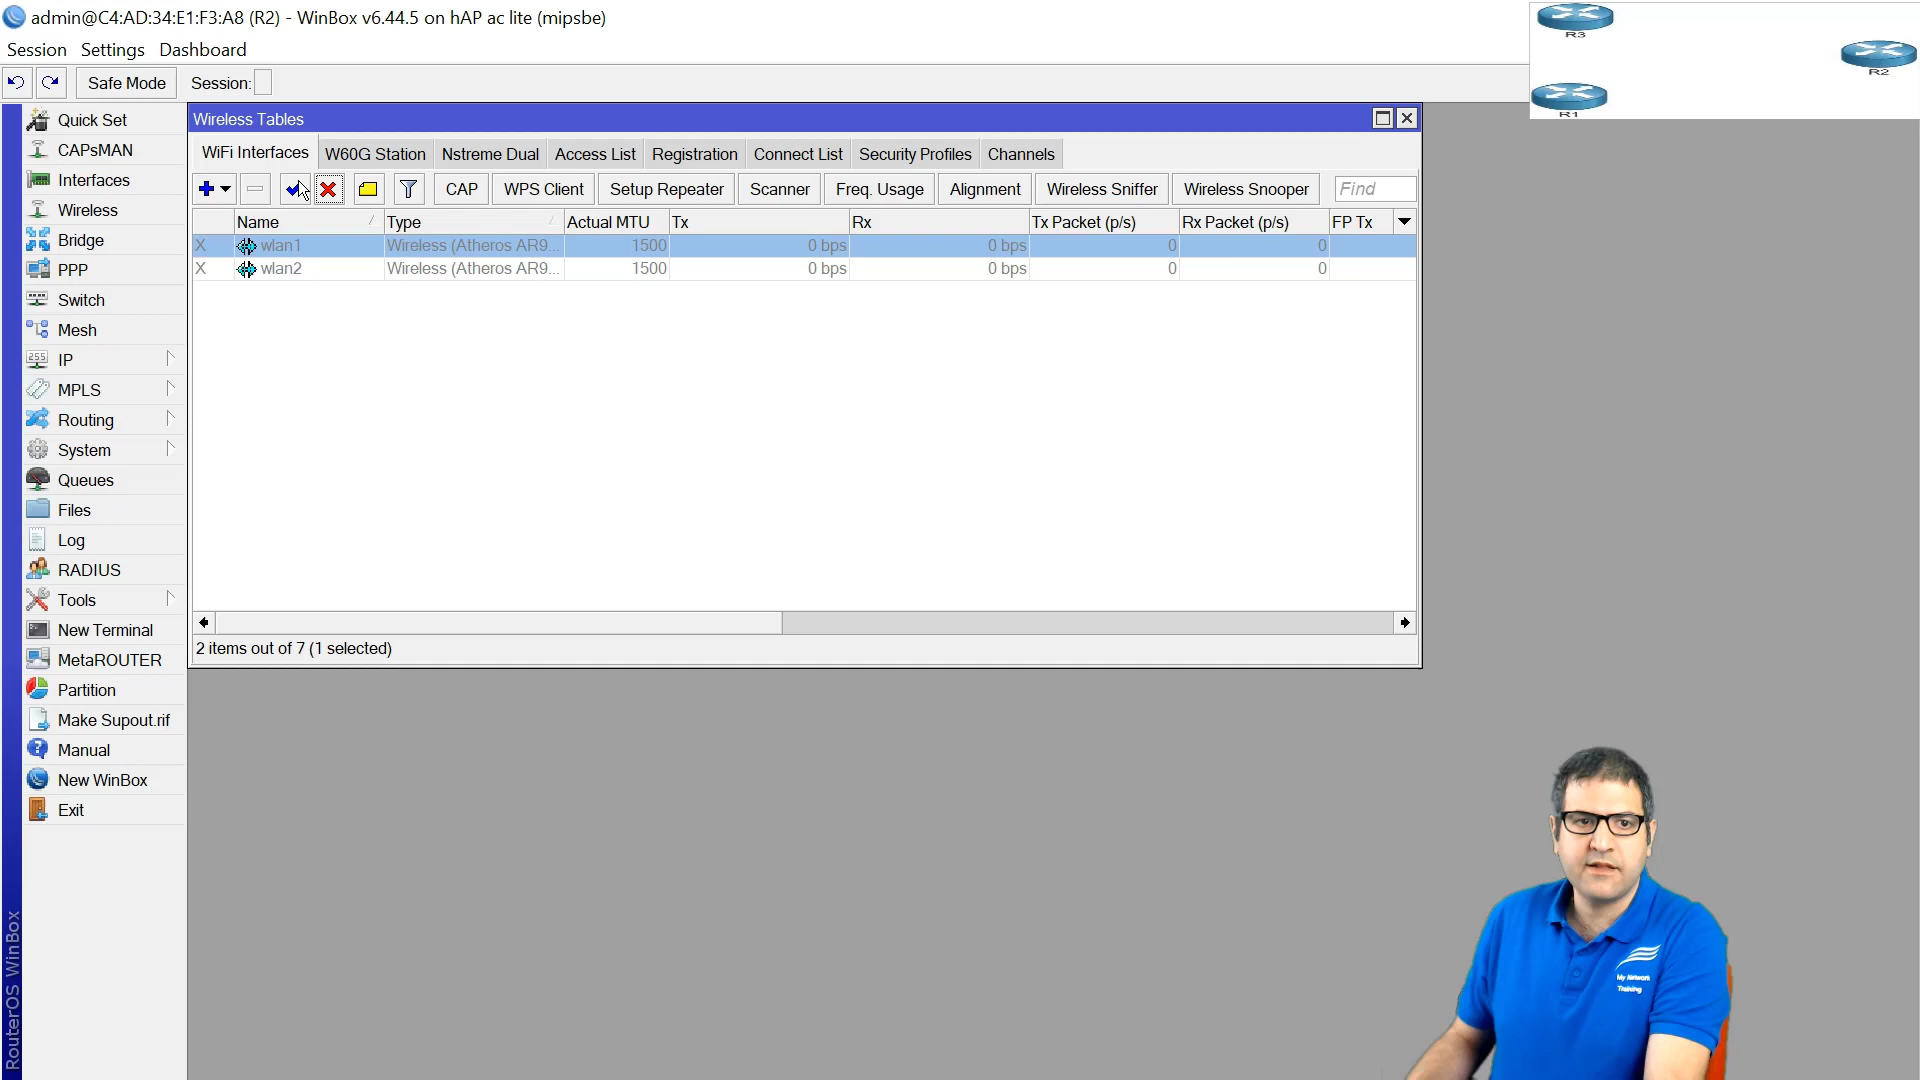 admin@C4:AD:34:E1:F3:A8 (R2) - WinBox v6.44.5 on hAP ac lite (mipsbe)
Session Settings Dashboard
Safe Mode Session:
R3
R2
R1
Quick Set
CAPsMAN
Interfaces
Wireless
Bridge
PPP
Switch
Mesh
255
IP
MPLS
Routing
System
Queues
Files
Log
RADIUS
Tools
New Terminal
MetaROUTER
Partition
Make Supout.rif
Manual
New WinBox
Exit
RouterOS WinBox
Wireless Tables
WiFi Interfaces W60G Station Nstreme Dual Access List Registration Connect List Security Profiles Channels
CAP WPS Client Setup Repeater Scanner Freq. Usage Alignment Wireless Sniffer Wireless Snooper Find
Name Type Actual MTU Tx Rx Tx Packet (p/s) Rx Packet (p/s) FP Tx
X wlan1 Wireless (Atheros AR9... 1500 0 bps 0 bps 0 0
X wlan2 Wireless (Atheros AR9... 1500 0 bps 0 bps 0 0
2 items out of 7 (1 selected)
My Network
Training